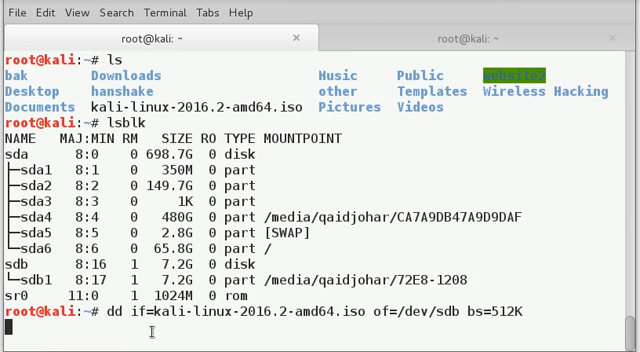 File Edit View Search Terminal Tabs Help
root@kali: ~ × root@kali: ~ ×
root@kali:~# ls
bak Downloads Music Public website2
Desktop hanshake other Templates Wireless Hacking
Documents kali-linux-2016.2-amd64.iso Pictures Videos
root@kali:~# lsblk
NAME MAJ:MIN RM SIZE RO TYPE MOUNTPOINT
sda 8:0 0 698.7G 0 disk
├─sda1 8:1 0 350M 0 part
├─sda2 8:2 0 149.7G 0 part
├─sda3 8:3 0 1K 0 part
├─sda4 8:4 0 480G 0 part /media/qaidjohar/CA7A9DB47A9D9DAF
├─sda5 8:5 0 2.8G 0 part [SWAP]
└─sda6 8:6 0 65.8G 0 part /
sdb 8:16 1 7.2G 0 disk
└─sdb1 8:17 1 7.2G 0 part /media/qaidjohar/72E8-1208
sr0 11:0 1 1024M 0 rom
root@kali:~# dd if=kali-linux-2016.2-amd64.iso of=/dev/sdb bs=512K